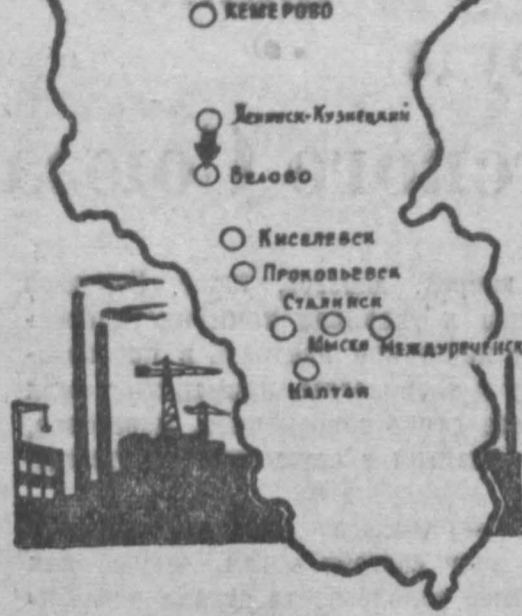 КЕМЕРОВО
Ленинск-Кузнецкий
Белово
Киселевск
Прокопьевск
Сталинск
Мыски Междуреченск
Калтан